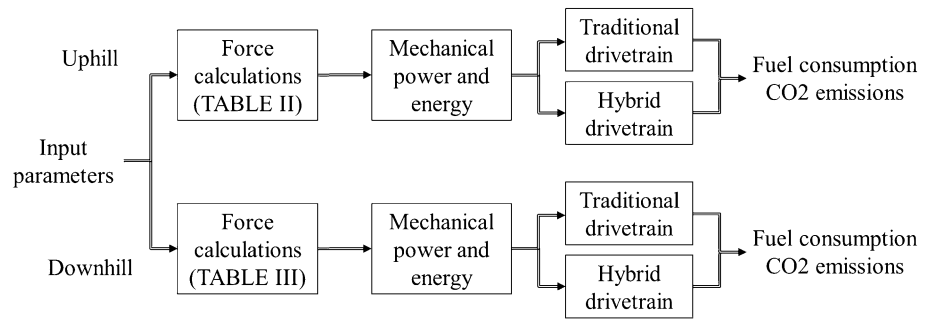 Uphill
Force
calculations
(TABLE II)
Mechanical
power and
energy
Traditional
drivetrain
Hybrid
drivetrain
Fuel consumption
CO2 emissions
Input
parameters
Downhill
Force
calculations
(TABLE III)
Mechanical
power and
energy
Traditional
drivetrain
Hybrid
drivetrain
Fuel consumption
CO2 emissions